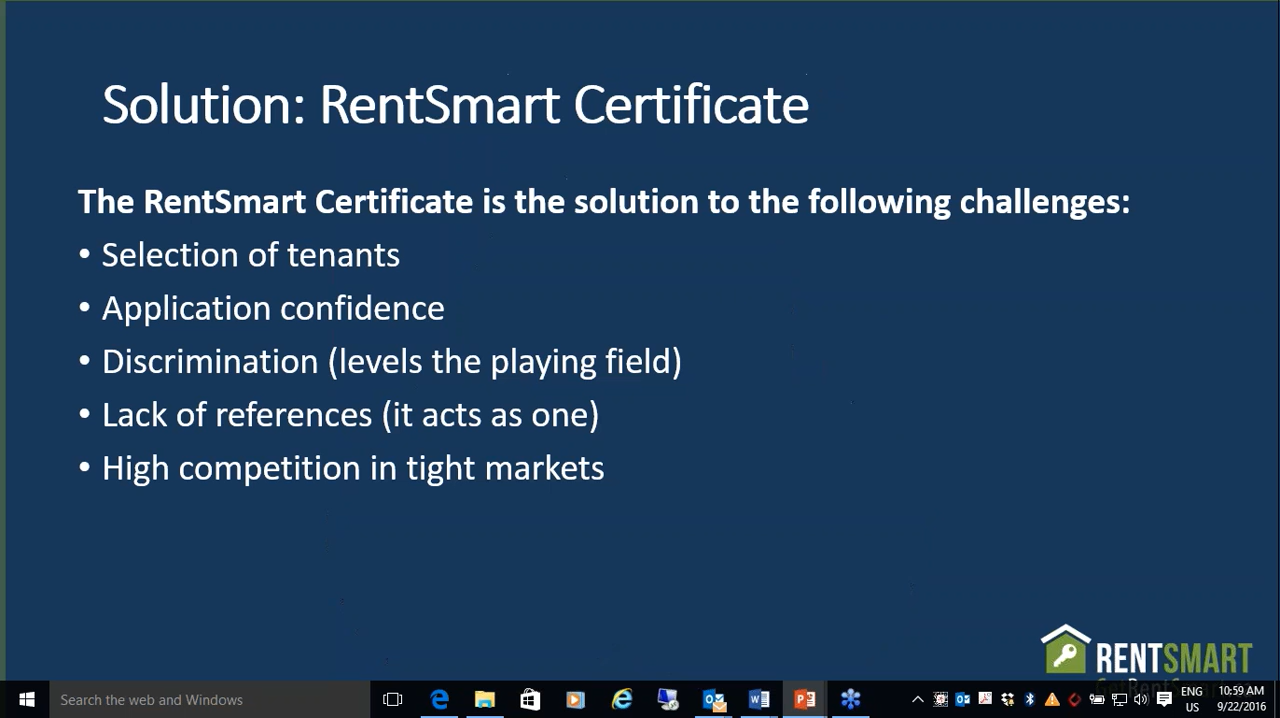 Solution: RentSmart Certificate
The RentSmart Certificate is the solution to the following challenges:
• Selection of tenants
• Application confidence
• Discrimination (levels the playing field)
• Lack of references (it acts as one)
• High competition in tight markets
RENTSMART
Search the web and Windows
ENG
US
10:59 AM
9/22/2016